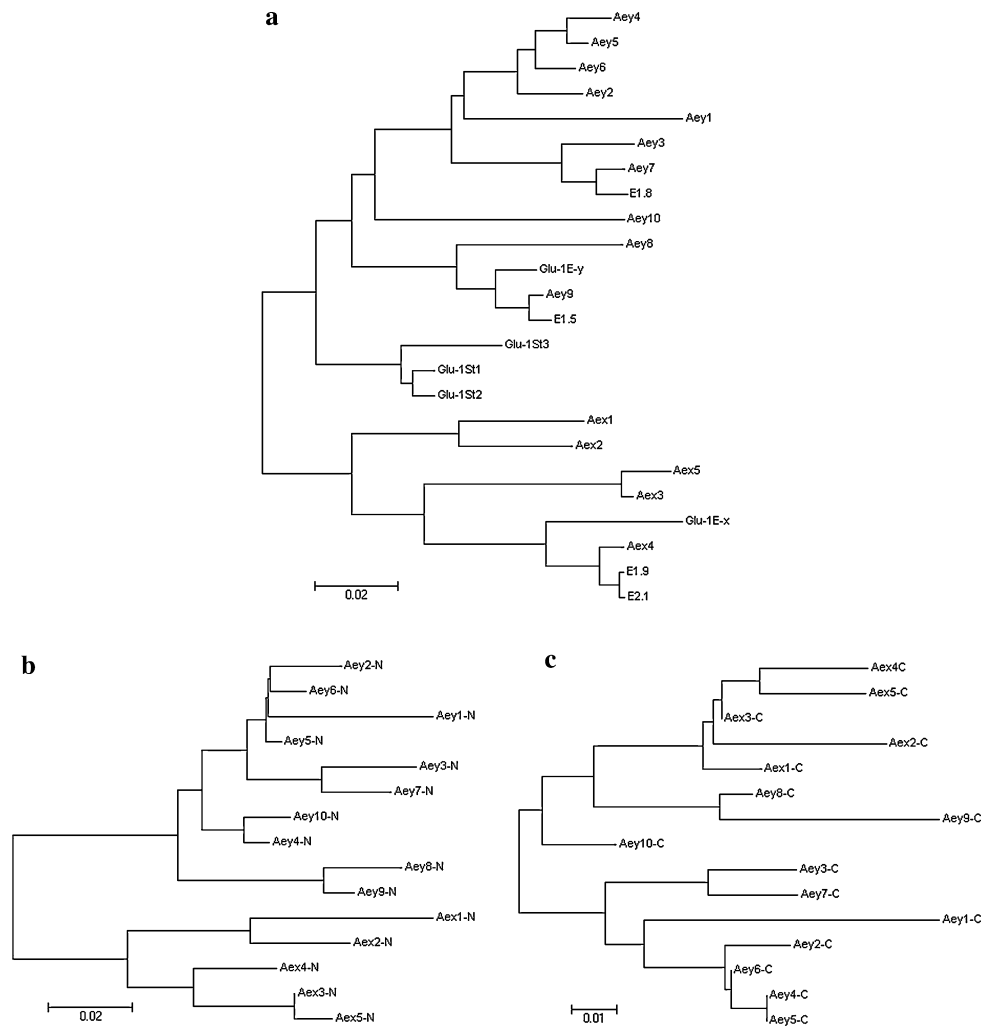 a
Aey4
Aey5
Aey6
Aey2
Aey1
Aey3
Aey7
E1.8
Aey10
Aey8
Glu-1E-y
Aey9
E1.5
Glu-1St3
Glu-1St1
Glu-1St2
Aex1
Aex2
Aex5
Aex3
Glu-1E-x
Aex4
E1.9
E2.1
0.02
b
Aey2-N
Aey6-N
Aey1-N
Aey5-N
Aey3-N
Aey7-N
Aey10-N
Aey4-N
Aey8-N
Aey9-N
Aex1-N
Aex2-N
Aex4-N
Aex3-N
Aex5-N
0.02
c
Aex4C
Aex5-C
Aex3-C
Aex2-C
Aex1-C
Aey8-C
Aey9-C
Aey10-C
Aey3-C
Aey7-C
Aey1-C
Aey2-C
Aey6-C
Aey4-C
Aey5-C
0.01